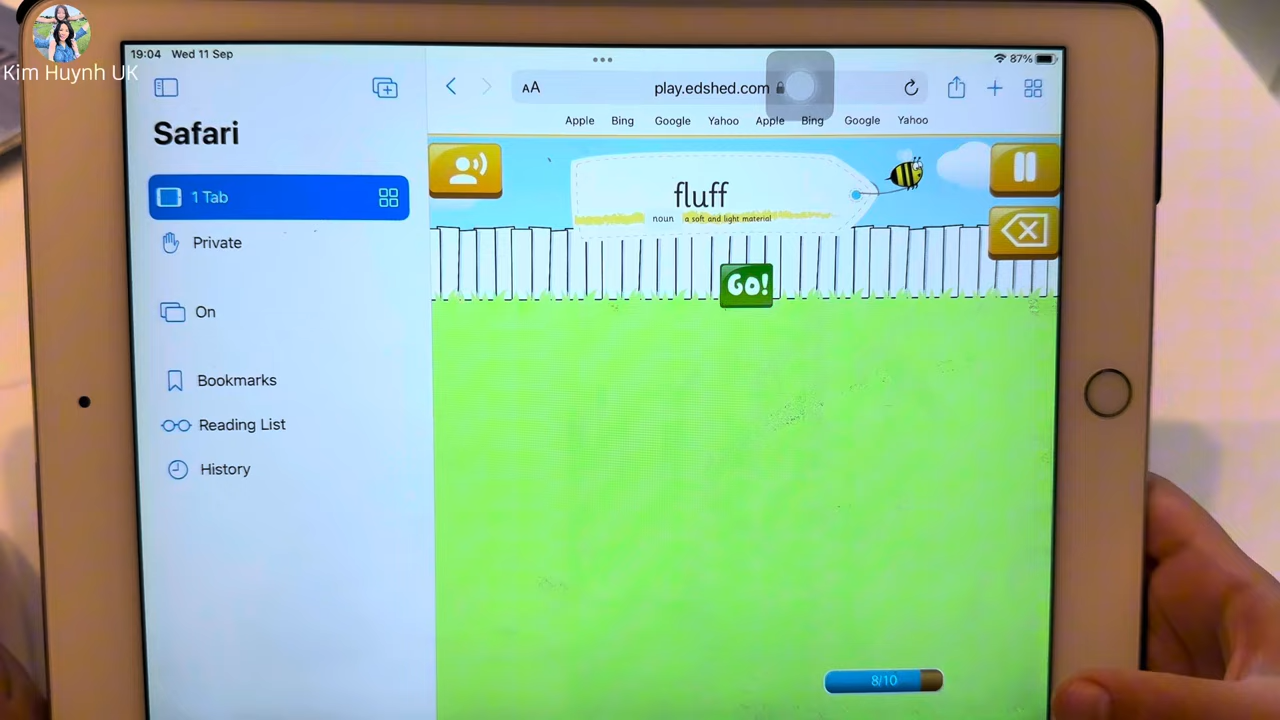 Kim Huynh UK
19:04 Wed 11 Sep
87%
Safari
1 Tab
Private
On
Bookmarks
Reading List
History
AA
play.edshed.com
Apple Bing Google Yahoo Apple Bing Google Yahoo
fluff
noun a soft and light material
Go!
8/10